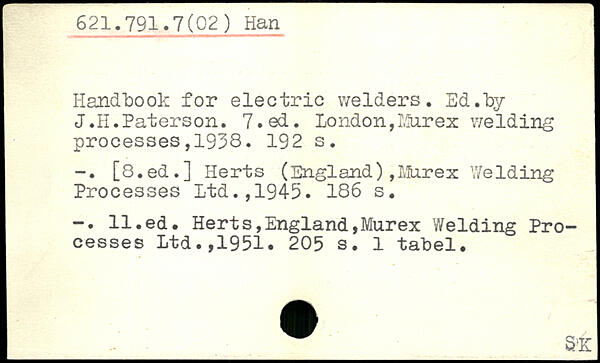 621.791.7(02) Han
Handbook for electric welders. Ed.by
J.H.Paterson. 7.ed. London,Murex welding
processes,1938. 192 s.
-. [8.ed.] Herts (England),Murex Welding
Processes Ltd.,1945. 186 s.
-. 11.ed. Herts,England,Murex Welding Pro-
cesses Ltd.,1951. 205 s. 1 tabel.
SK